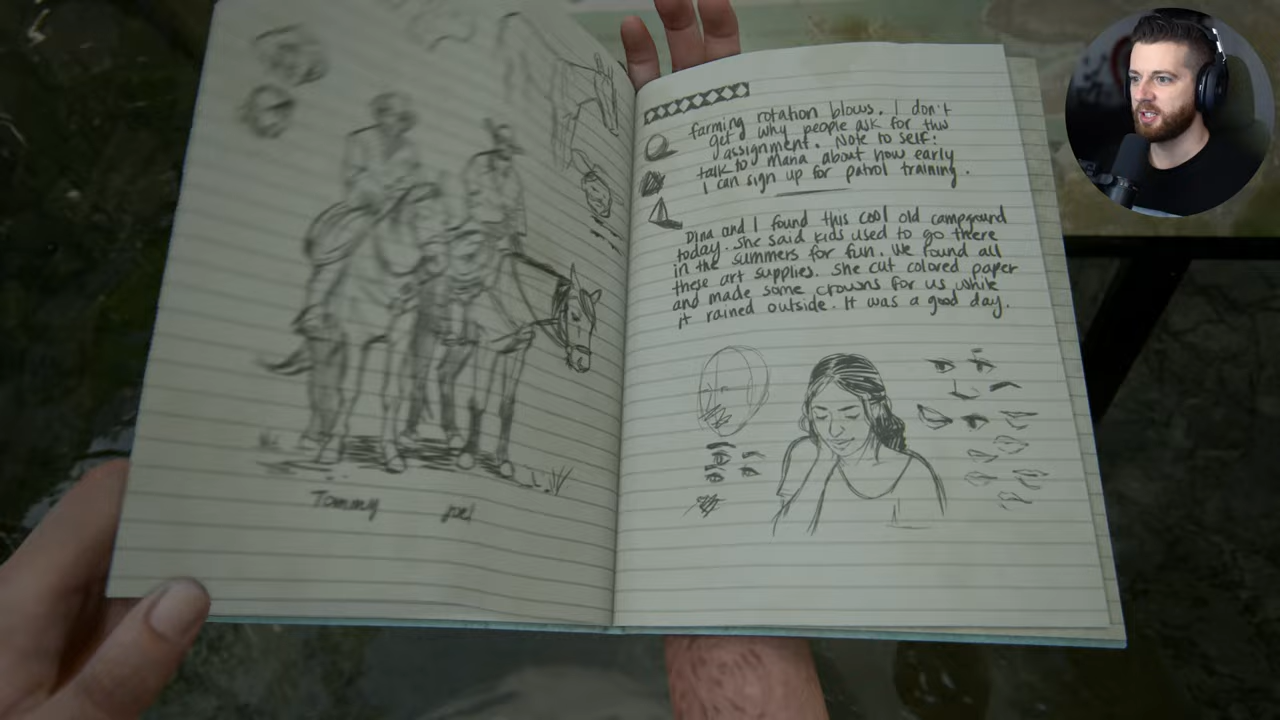 Tommy
Joel
farming rotation blows. I don't
get why people ask for this
assignment. Note to self:
talk to Maria about how early
I can sign up for patrol training.
Dina and I found this cool old campground
today. She said kids used to go there
in the summers for fun. We found all
these art supplies. She cut colored paper
and made some crowns for us while
it rained outside. It was a good day.